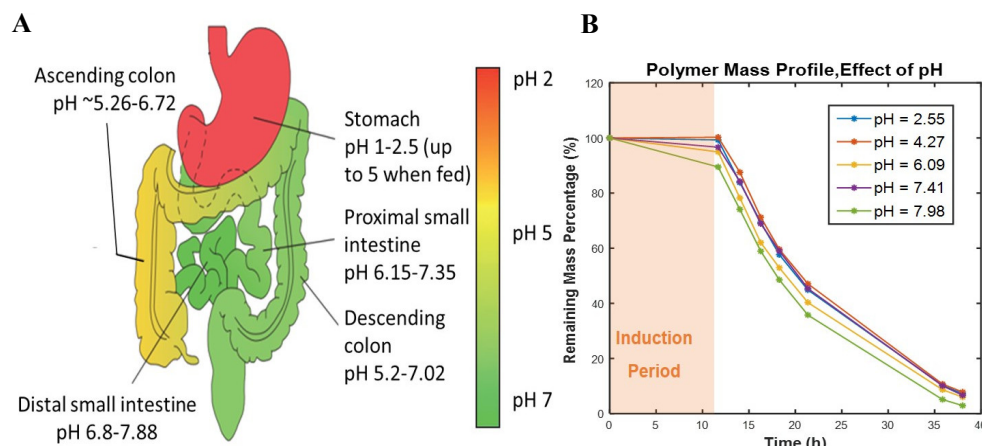 A
Ascending colon
pH ~5.26-6.72
Stomach
pH 1-2.5 (up
to 5 when fed)
Proximal small
intestine
pH 6.15-7.35
Descending
colon
pH 5.2-7.02
Distal small intestine
pH 6.8-7.88
pH 2
pH 5
pH 7
B
Polymer Mass Profile,Effect of pH
Remaining Mass Percentage (%)
120
100
80
60
40
20
0
pH = 2.55
pH = 4.27
pH = 6.09
pH = 7.41
pH = 7.98
Induction
Period
0 5 10 15 20 25 30 35 40
Time (h)